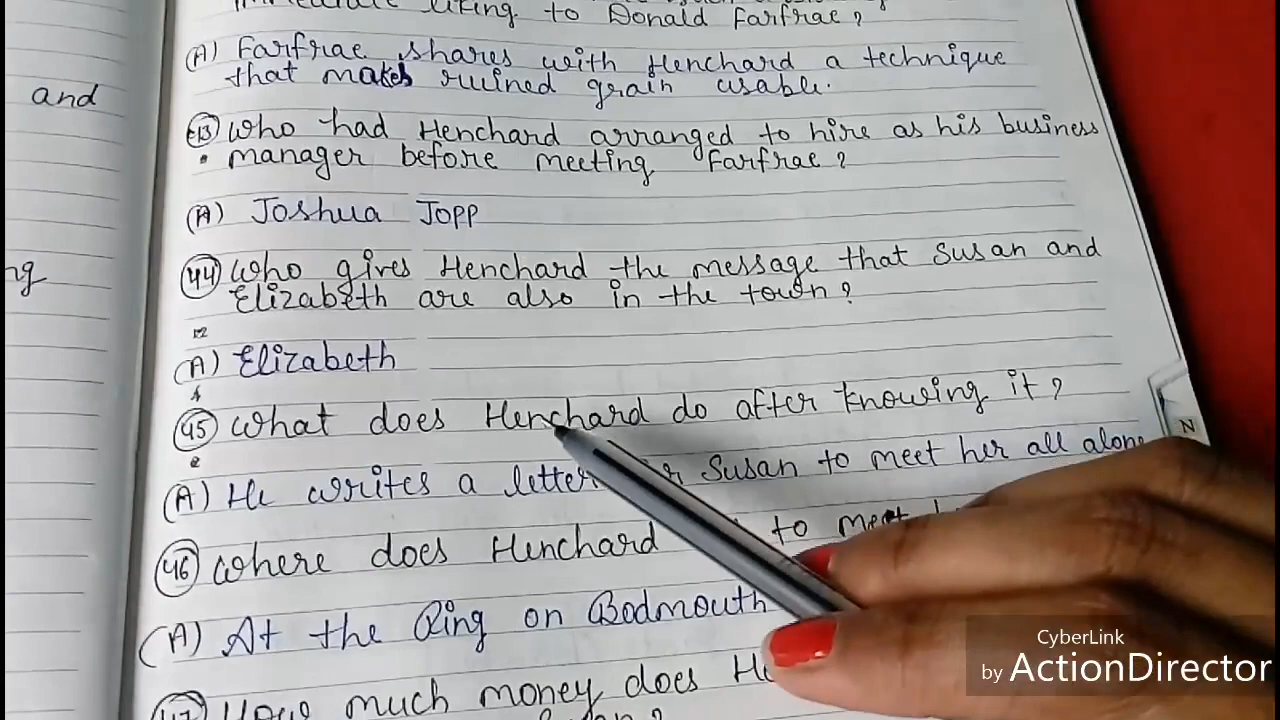 and
ng
immediate liking to Donald Farfrae?
(A) Farfrae shares with Henchard a technique
that makes ruined grain usable.
43 Who had Henchard arranged to hire as his business
manager before meeting Farfrae?
(A) Joshua Jopp
44 Who gives Henchard the message that Susan and
Elizabeth are also in the town?
(A) Elizabeth
45 What does Henchard do after knowing it?
(A) He writes a letter Susan to meet her all alone
46 Where does Henchard to meet
(A) At the Ring on Bodmouth
47 How much money does He
N
CyberLink
by ActionDirector